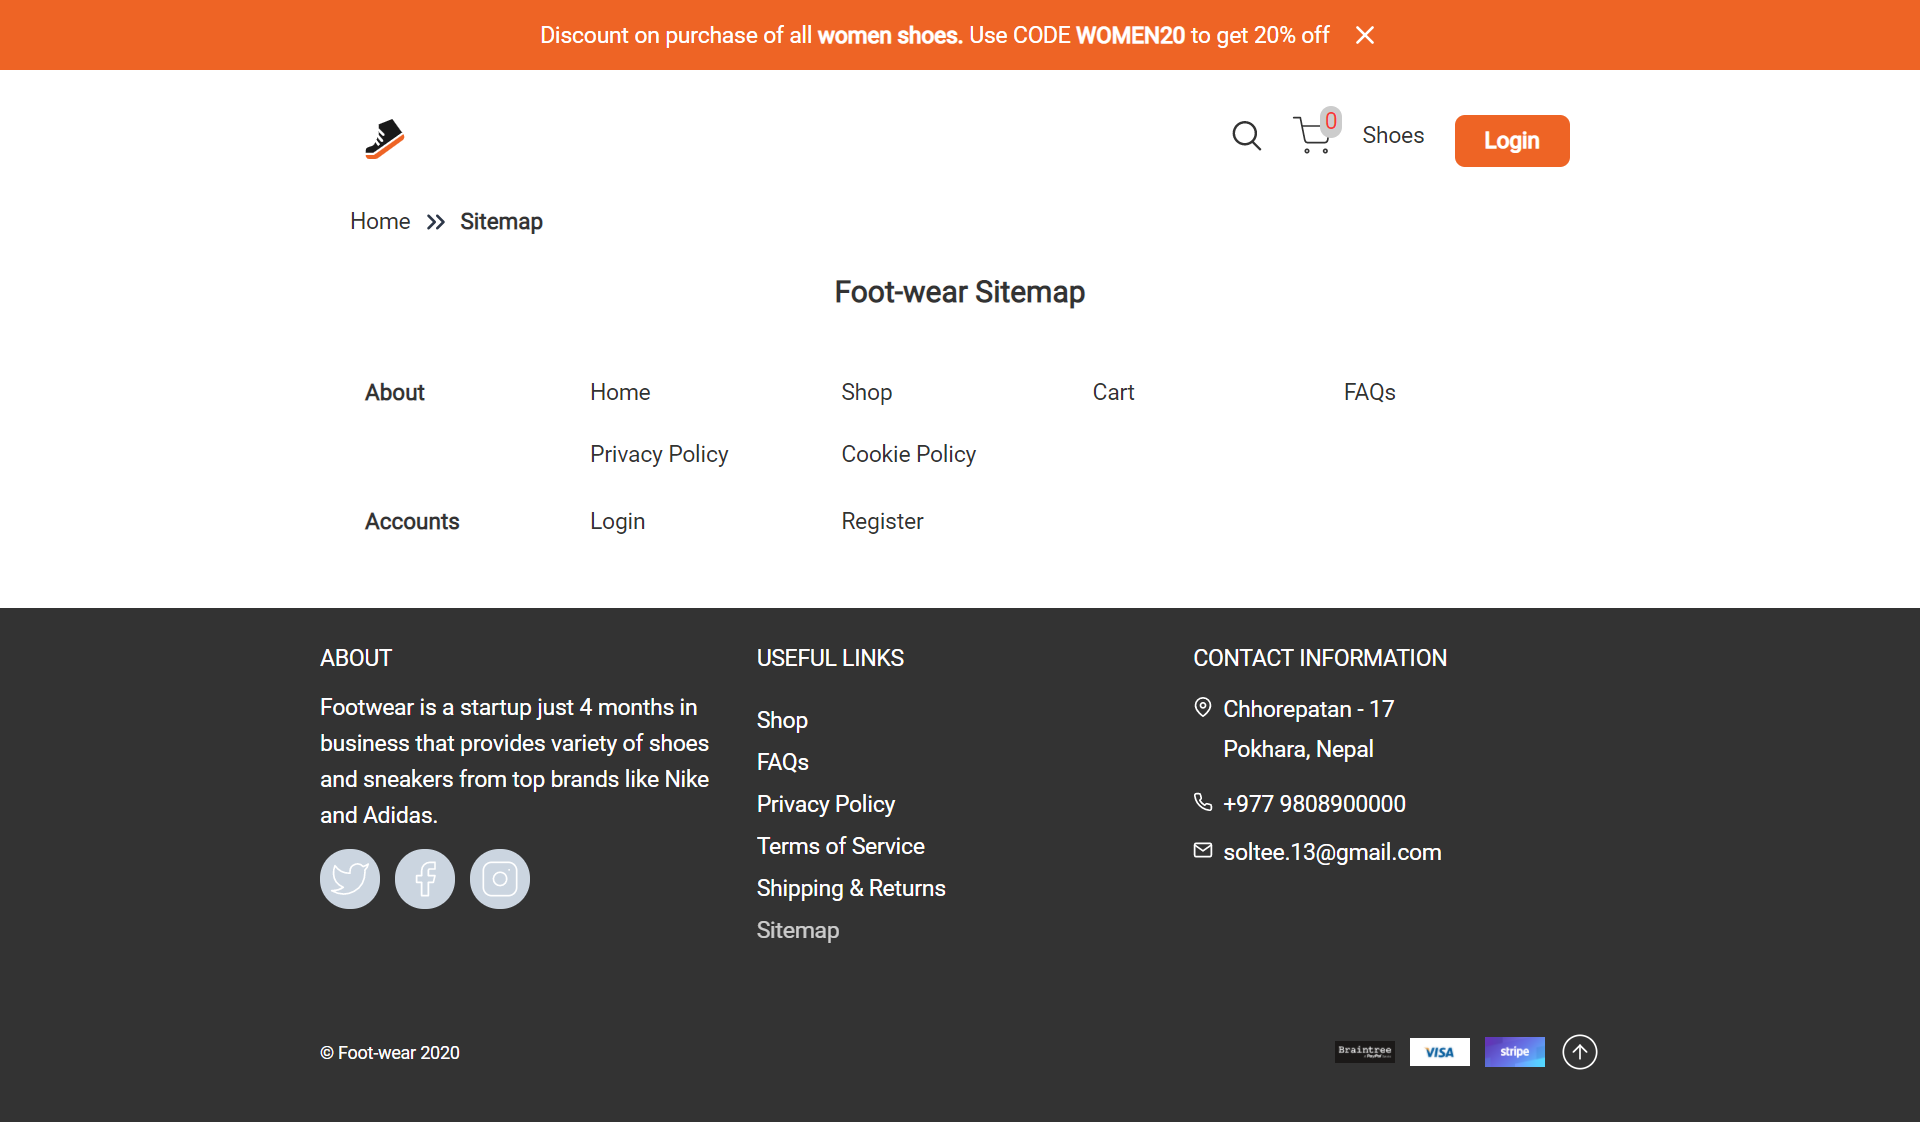 Discount on purchase of all women shoes. Use CODE WOMEN20 to get 20% off
0
Shoes
Login
Home
Sitemap
Foot-wear Sitemap
About
Home
Shop
Cart
FAQs
Privacy Policy
Cookie Policy
Accounts
Login
Register
ABOUT
Footwear is a startup just 4 months in
business that provides variety of shoes
and sneakers from top brands like Nike
and Adidas.
USEFUL LINKS
Shop
FAQs
Privacy Policy
Terms of Service
Shipping & Returns
Sitemap
CONTACT INFORMATION
Chhorepatan - 17
Pokhara, Nepal
+977 9808900000
soltee.13@gmail.com
© Foot-wear 2020
Braintree
PayPal
VISA
stripe